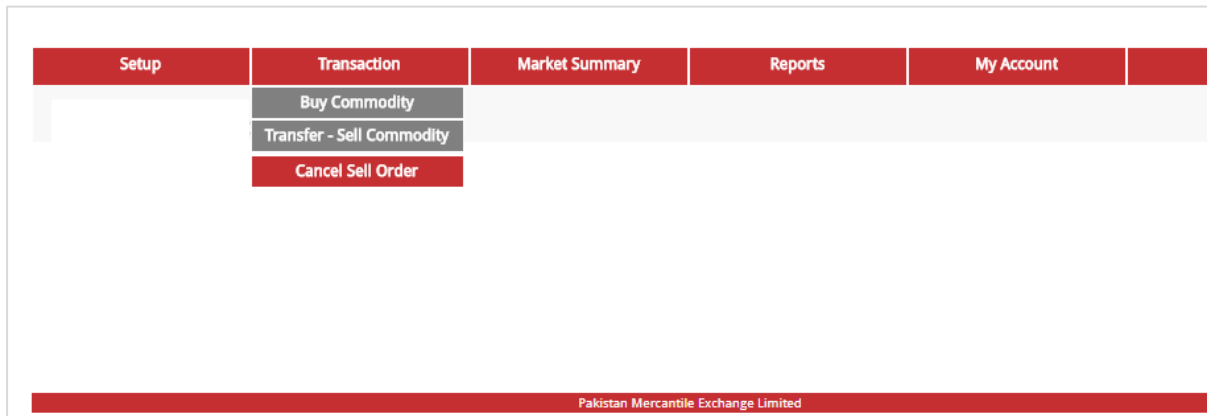 Setup Transaction Market Summary Reports My Account
Buy Commodity
Transfer - Sell Commodity
Cancel Sell Order
Pakistan Mercantile Exchange Limited